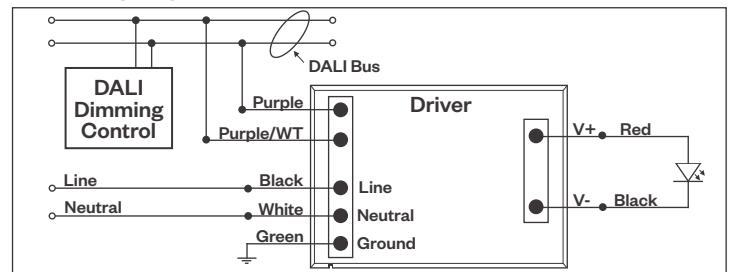 DALI Bus
DALI
Dimming
Control
Driver
Purple
Purple/WT
V+ Red
Line Black Line
V- Black
Neutral White Neutral
Green Ground